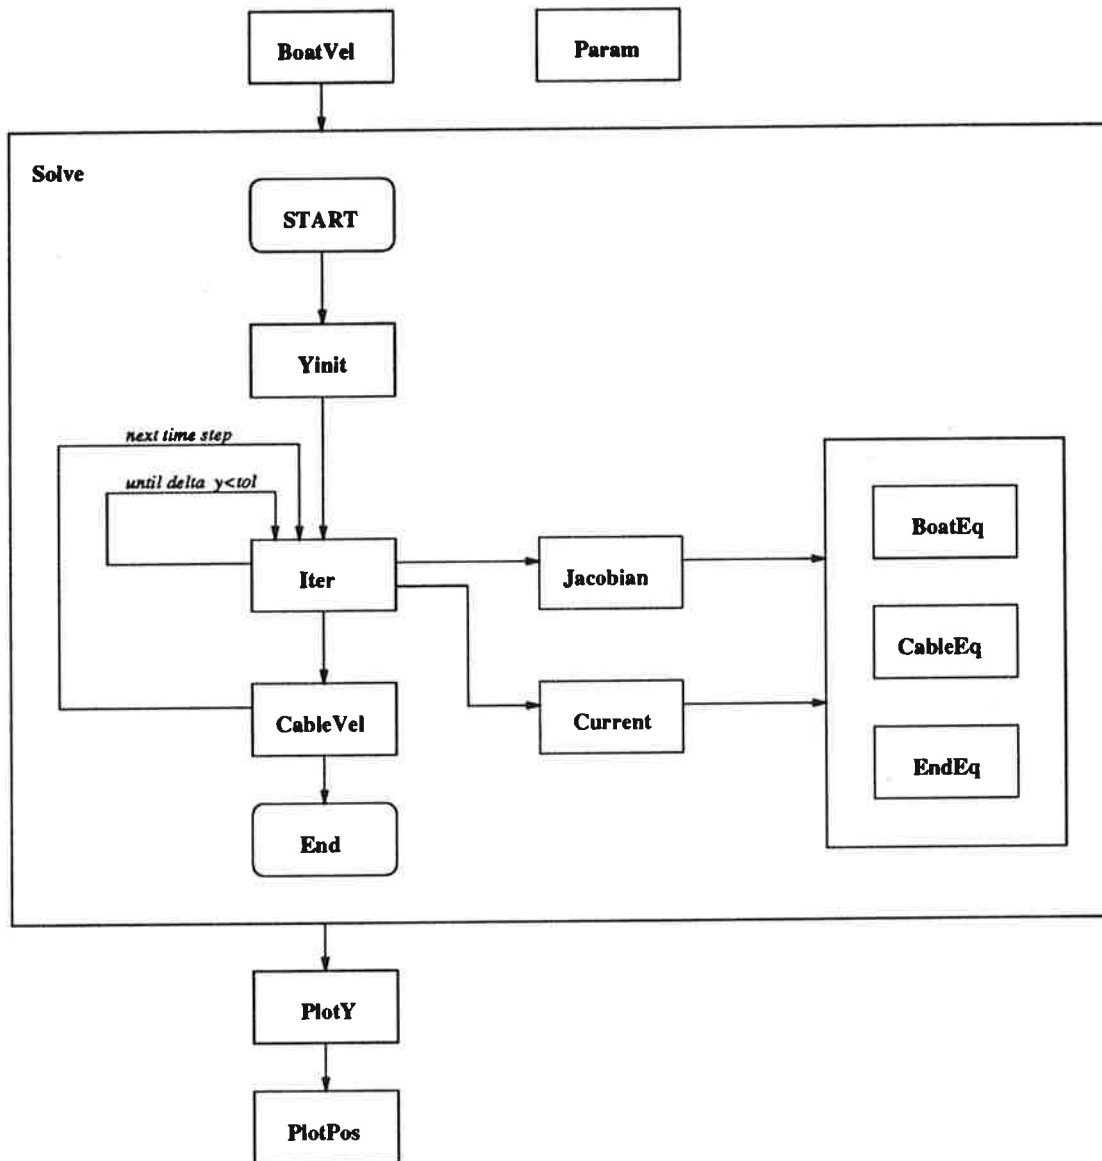 BoatVel
Param
Solve
START
Yinit
next time step
until delta y<tol
Iter
Jacobian
BoatEq
CableEq
CableVel
Current
EndEq
End
PlotY
PlotPos